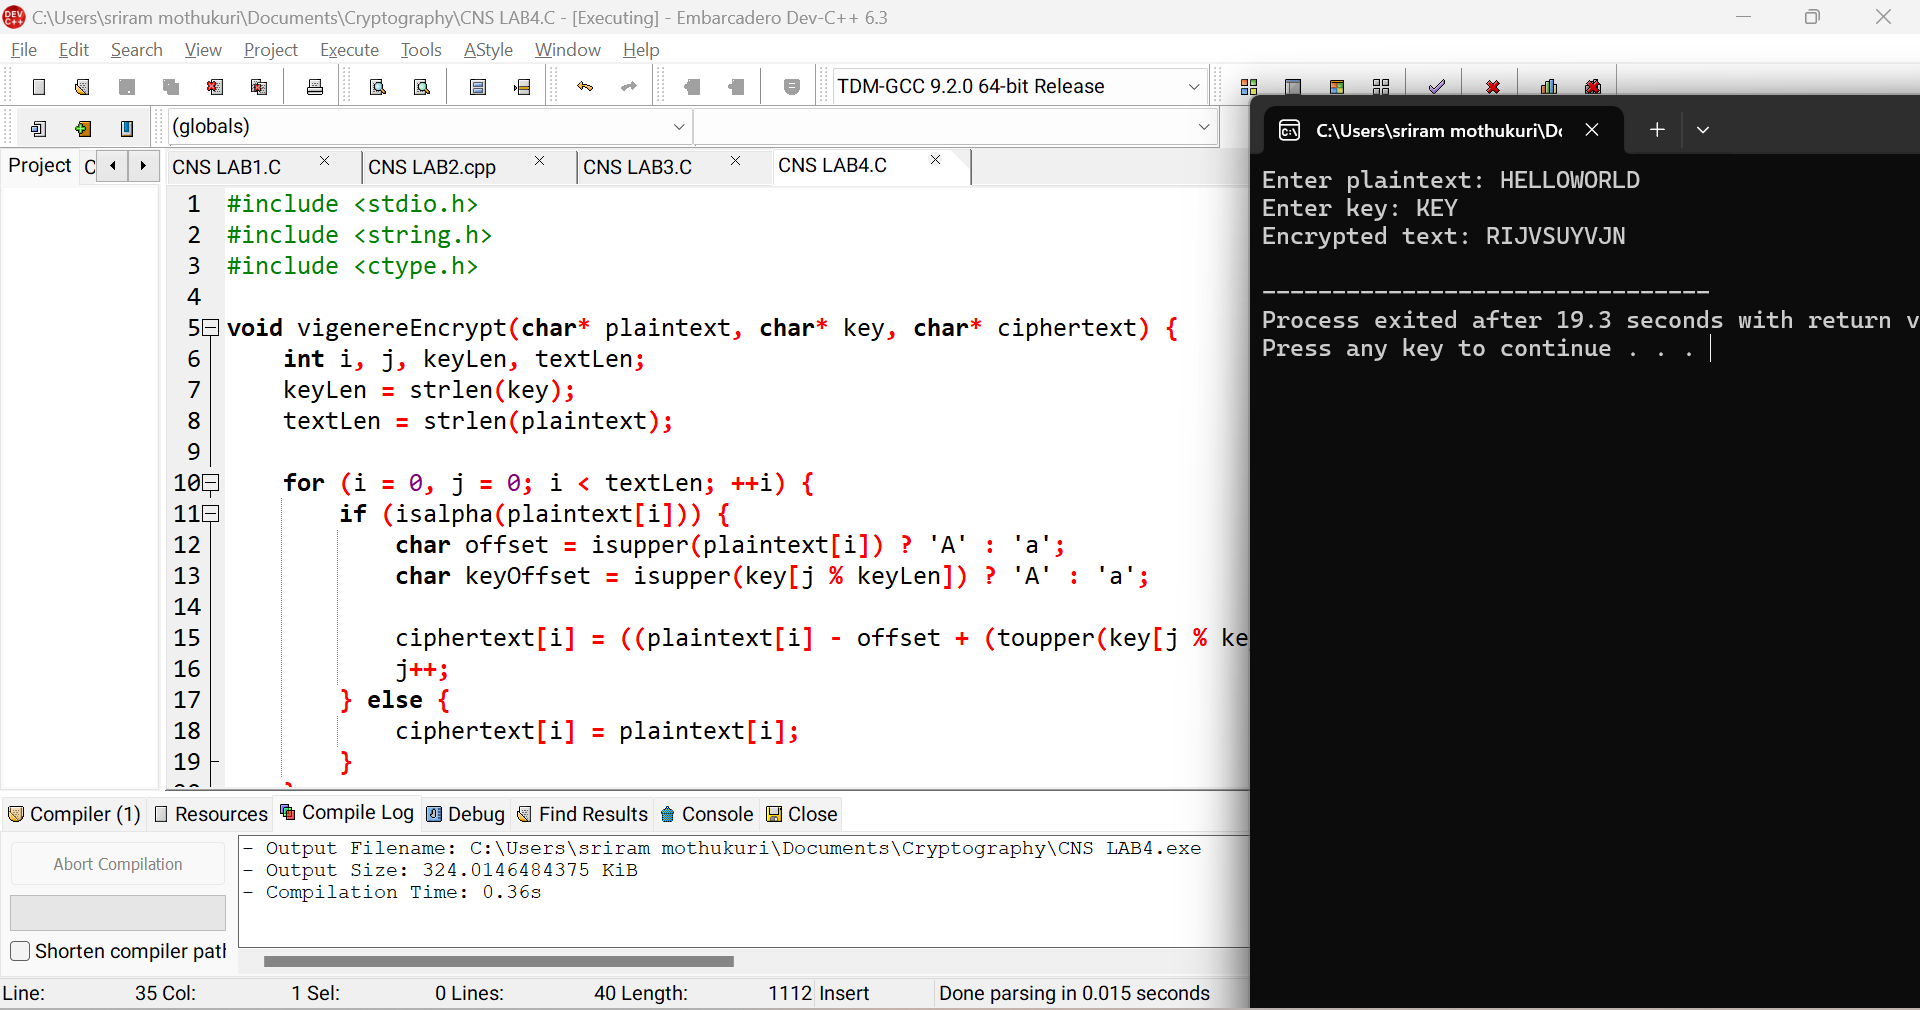 C:\Users\sriram mothukuri\Documents\Cryptography\CNS LAB4.C - [Executing] - Embarcadero Dev-C++ 6.3
File Edit Search View Project Execute Tools AStyle Window Help
TDM-GCC 9.2.0 64-bit Release
(globals)
Project C
CNS LAB1.C CNS LAB2.cpp CNS LAB3.C CNS LAB4.C
1 #include <stdio.h>
2 #include <string.h>
3 #include <ctype.h>
4
5 void vigenereEncrypt(char* plaintext, char* key, char* ciphertext) {
6 int i, j, keyLen, textLen;
7 keyLen = strlen(key);
8 textLen = strlen(plaintext);
9
10 for (i = 0, j = 0; i < textLen; ++i) {
11 if (isalpha(plaintext[i])) {
12 char offset = isupper(plaintext[i]) ? 'A' : 'a';
13 char keyOffset = isupper(key[j % keyLen]) ? 'A' : 'a';
14
15 ciphertext[i] = ((plaintext[i] - offset + (toupper(key[j % ke
16 j++;
17 } else {
18 ciphertext[i] = plaintext[i];
19 }
C:\Users\sriram mothukuri\Do
Enter plaintext: HELLOWORLD
Enter key: KEY
Encrypted text: RIJVSUYVJN
--------------------------------
Process exited after 19.3 seconds with return v
Press any key to continue . . .
Compiler (1) Resources Compile Log Debug Find Results Console Close
Abort Compilation
Shorten compiler path
- Output Filename: C:\Users\sriram mothukuri\Documents\Cryptography\CNS LAB4.exe
- Output Size: 324.0146484375 KiB
- Compilation Time: 0.36s
Line: 35 Col: 1 Sel: 0 Lines: 40 Length: 1112 Insert Done parsing in 0.015 seconds